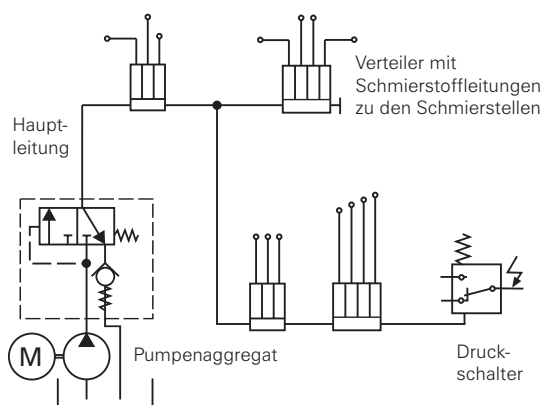 Verteiler mit
Schmierstoffleitungen
zu den Schmierstellen
Haupt-
leitung
M
Pumpenaggregat
Druck-
schalter